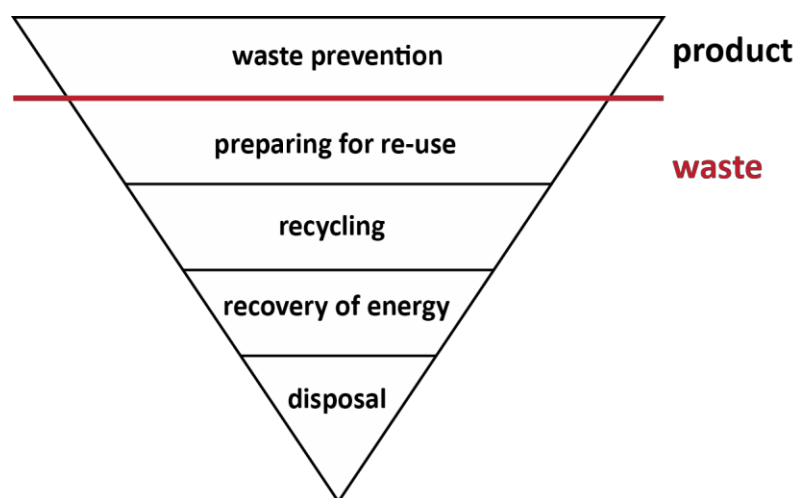 waste prevention
product
preparing for re-use
waste
recycling
recovery of energy
disposal